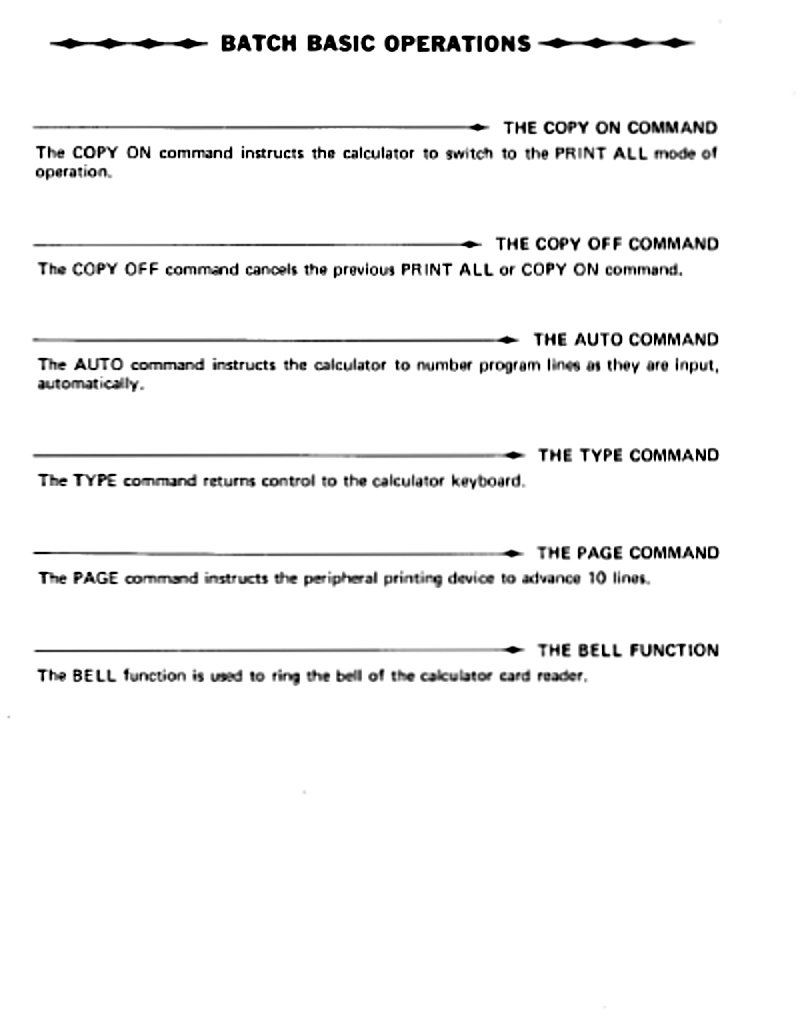 BATCH BASIC OPERATIONS
THE COPY ON COMMAND
The COPY ON command instructs the calculator to switch to the PRINT ALL mode of
operation.
THE COPY OFF COMMAND
The COPY OFF command cancels the previous PRINT ALL or COPY ON command.
THE AUTO COMMAND
The AUTO command instructs the calculator to number program lines as they are input,
automatically.
THE TYPE COMMAND
The TYPE command returns control to the calculator keyboard.
THE PAGE COMMAND
The PAGE command instructs the peripheral printing device to advance 10 lines.
THE BELL FUNCTION
The BELL function is used to ring the bell of the calculator card reader.